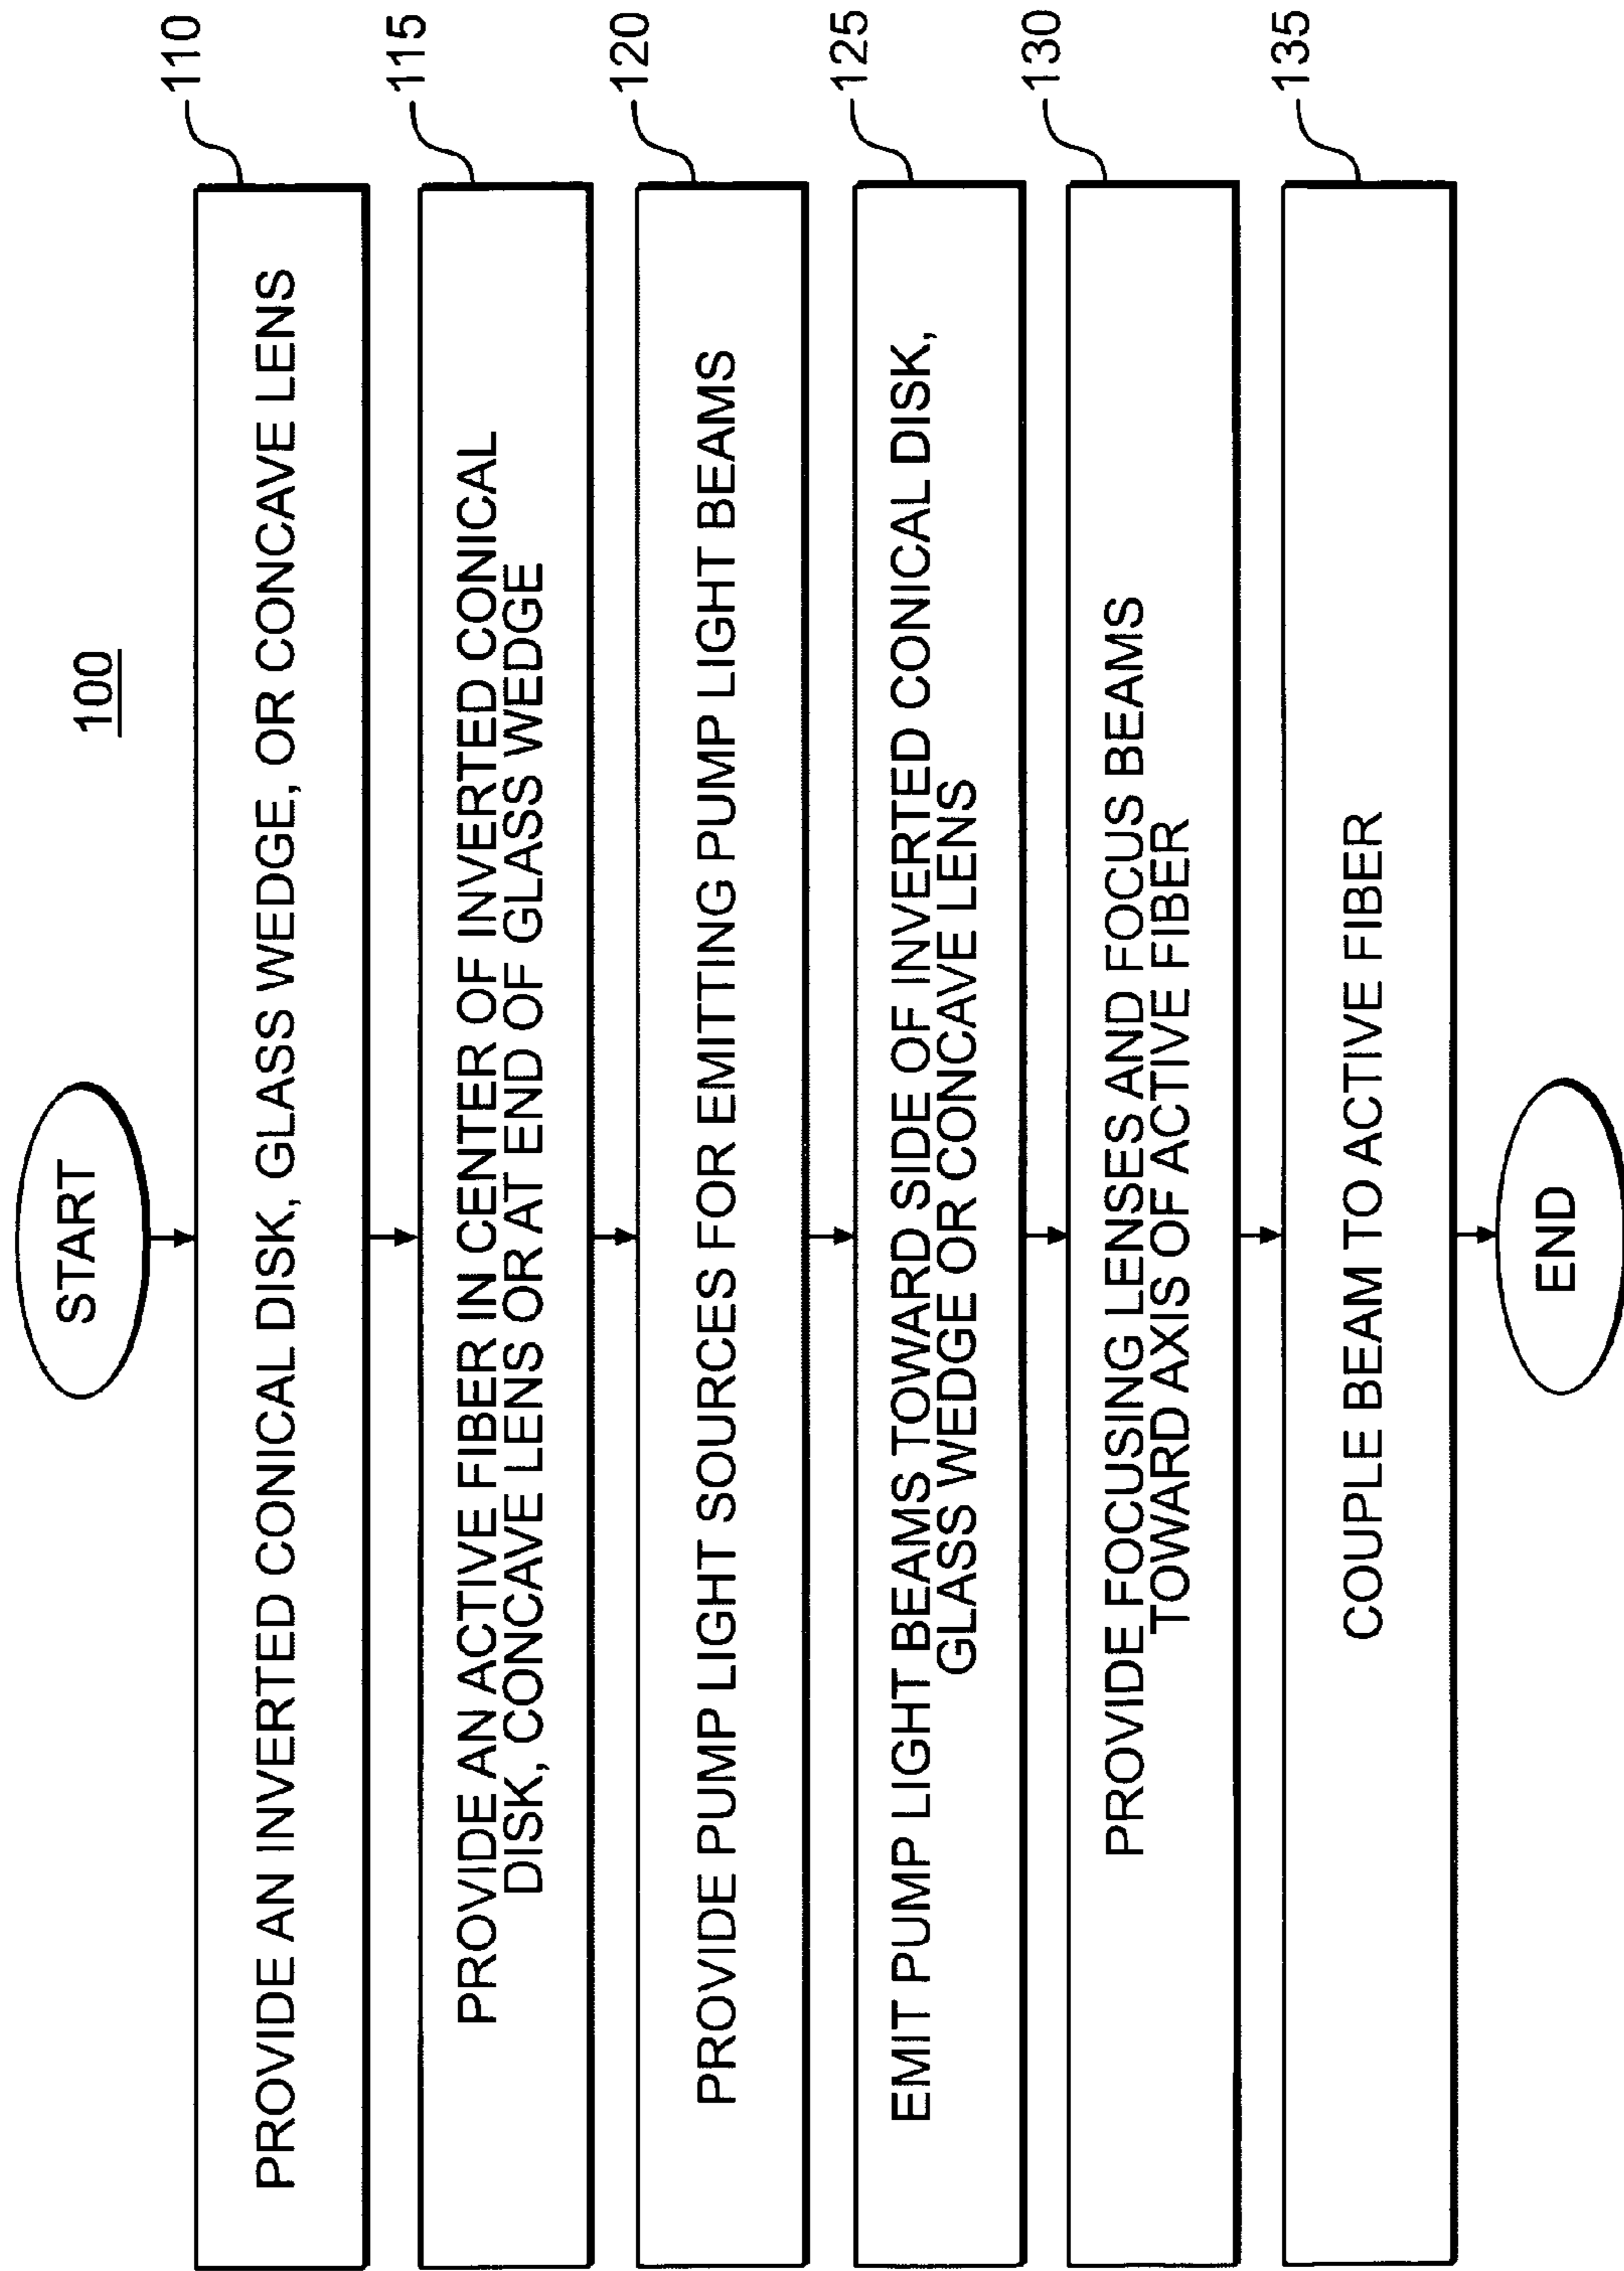 100
START
PROVIDE AN INVERTED CONICAL DISK, GLASS WEDGE, OR CONCAVE LENS
110
PROVIDE AN ACTIVE FIBER IN CENTER OF INVERTED CONICAL
DISK, CONCAVE LENS OR AT END OF GLASS WEDGE
115
PROVIDE PUMP LIGHT SOURCES FOR EMITTING PUMP LIGHT BEAMS
120
EMIT PUMP LIGHT BEAMS TOWARD SIDE OF INVERTED CONICAL DISK,
GLASS WEDGE OR CONCAVE LENS
125
PROVIDE FOCUSING LENSES AND FOCUS BEAMS
TOWARD AXIS OF ACTIVE FIBER
130
COUPLE BEAM TO ACTIVE FIBER
135
END